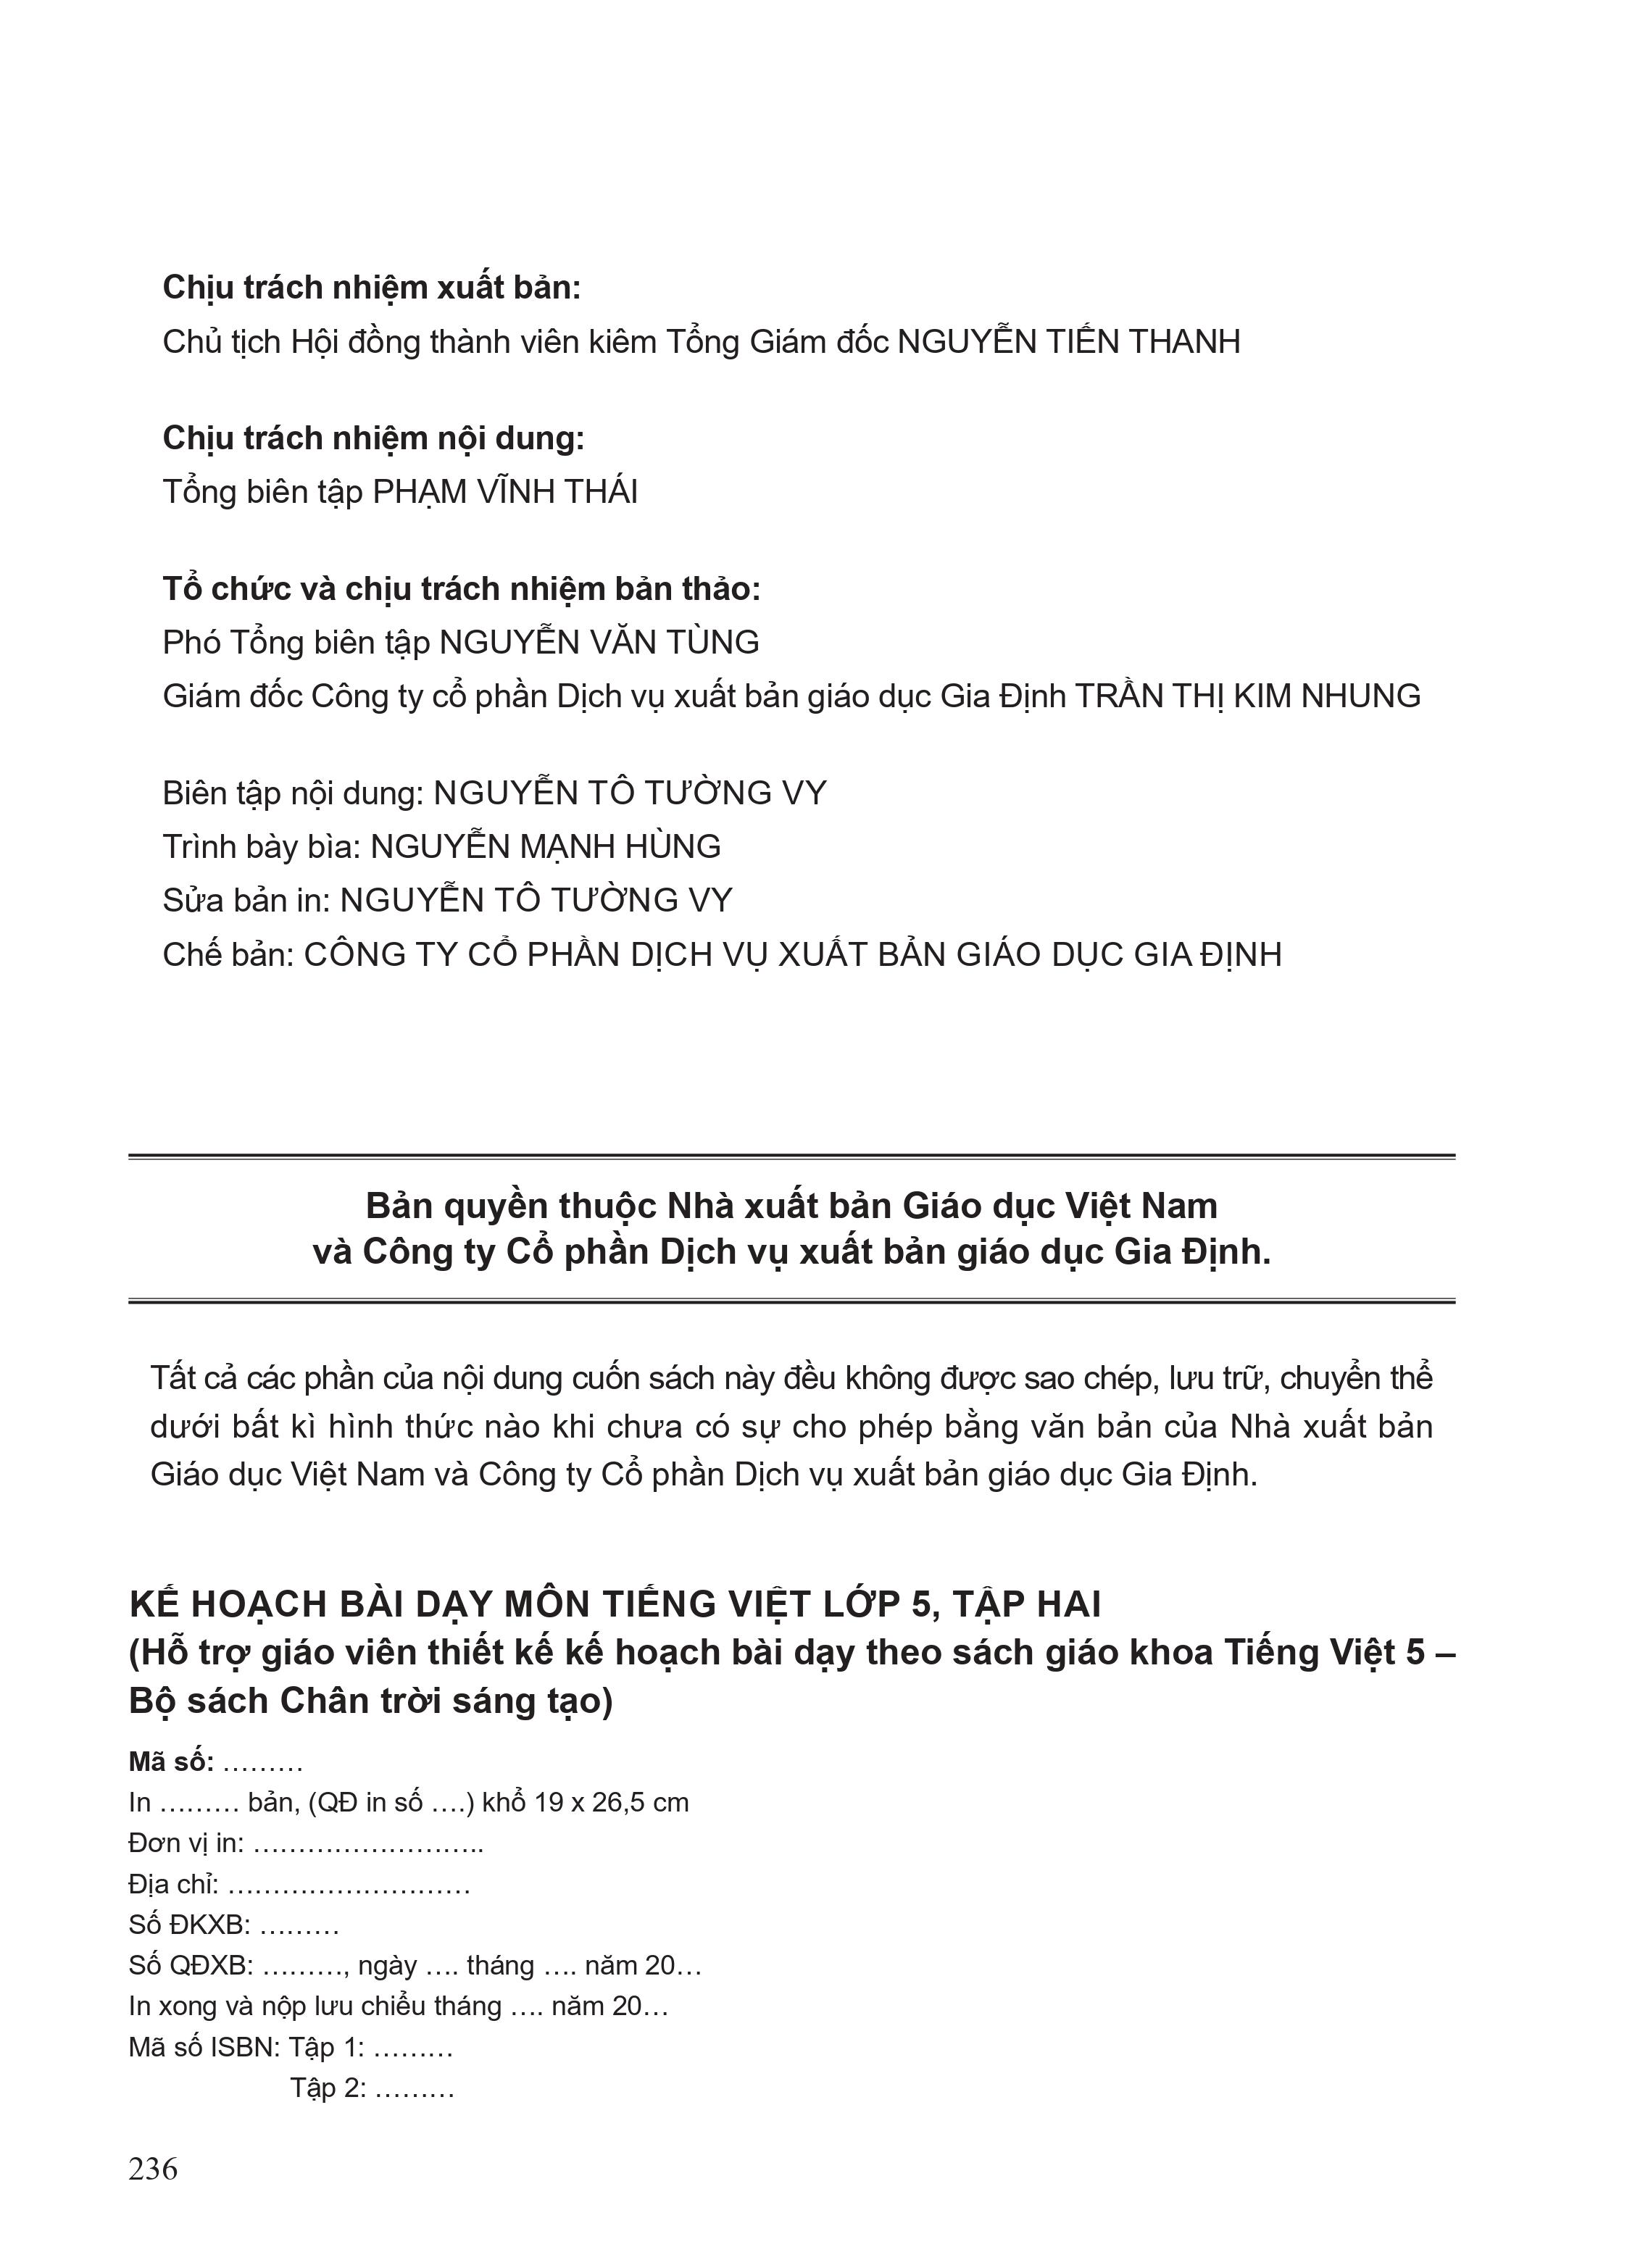 Chịu trách nhiệm xuất bản:
Chủ tịch Hội đồng thành viên kiêm Tổng Giám đốc NGUYỄN TIẾN THANH
Chịu trách nhiệm nội dung:
Tổng biên tập PHẠM VĨNH THÁI
Tổ chức và chịu trách nhiệm bản thảo:
Phó Tổng biên tập NGUYỄN VĂN TÙNG
Giám đốc Công ty cổ phần Dịch vụ xuất bản giáo dục Gia Định TRẦN THỊ KIM NHUNG
Biên tập nội dung: NGUYỄN TÔ TƯỜNG VY
Trình bày bìa: NGUYỄN MẠNH HÙNG
Sửa bản in: NGUYỄN TÔ TƯỜNG VY
Chế bản: CÔNG TY CỔ PHẦN DỊCH VỤ XUẤT BẢN GIÁO DỤC GIA ĐỊNH
Bản quyền thuộc Nhà xuất bản Giáo dục Việt Nam
và Công ty Cổ phần Dịch vụ xuất bản giáo dục Gia Định.
Tất cả các phần của nội dung cuốn sách này đều không được sao chép, lưu trữ, chuyển thể
dưới bất kì hình thức nào khi chưa có sự cho phép bằng văn bản của Nhà xuất bản
Giáo dục Việt Nam và Công ty Cổ phần Dịch vụ xuất bản giáo dục Gia Định.
KẾ HOẠCH BÀI DẠY MÔN TIẾNG VIỆT LỚP 5, TẬP HAI
(Hỗ trợ giáo viên thiết kế kế hoạch bài dạy theo sách giáo khoa Tiếng Việt 5 –
Bộ sách Chân trời sáng tạo)
Mã số: ………
In ……… bản, (QĐ in số ….) khổ 19 x 26,5 cm
Đơn vị in: ……………………..
Địa chỉ: ………………………
Số ĐKXB: ………
Số QĐXB: ………, ngày …. tháng …. năm 20…
In xong và nộp lưu chiểu tháng …. năm 20…
Mã số ISBN: Tập 1: ………
Tập 2: ………
236